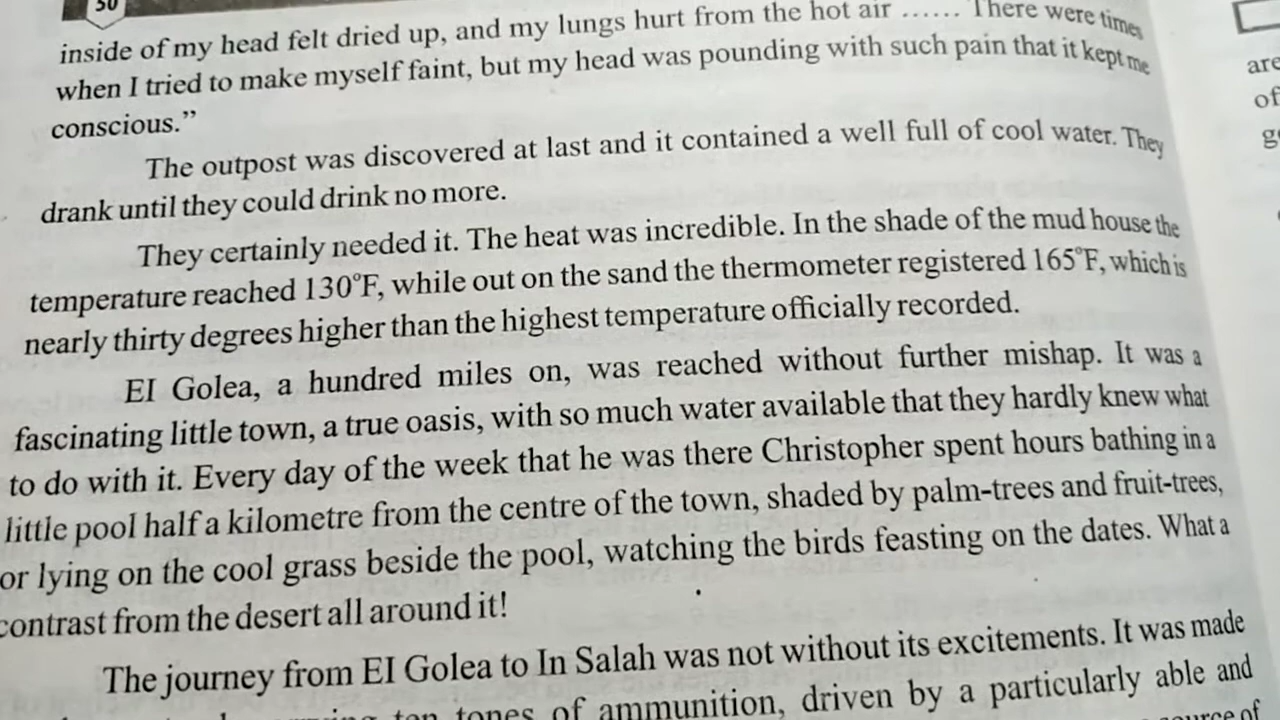 50
inside of my head felt dried up, and my lungs hurt from the hot air ...... There were times
when I tried to make myself faint, but my head was pounding with such pain that it kept me
conscious.”
The outpost was discovered at last and it contained a well full of cool water. They
drank until they could drink no more.
They certainly needed it. The heat was incredible. In the shade of the mud house the
temperature reached 130°F, while out on the sand the thermometer registered 165°F, which is
nearly thirty degrees higher than the highest temperature officially recorded.
EI Golea, a hundred miles on, was reached without further mishap. It was a
fascinating little town, a true oasis, with so much water available that they hardly knew what
to do with it. Every day of the week that he was there Christopher spent hours bathing in a
little pool half a kilometre from the centre of the town, shaded by palm-trees and fruit-trees,
or lying on the cool grass beside the pool, watching the birds feasting on the dates. What a
contrast from the desert all around it!
The journey from EI Golea to In Salah was not without its excitements. It was made
ten tones of ammunition, driven by a particularly able and
of
are
of